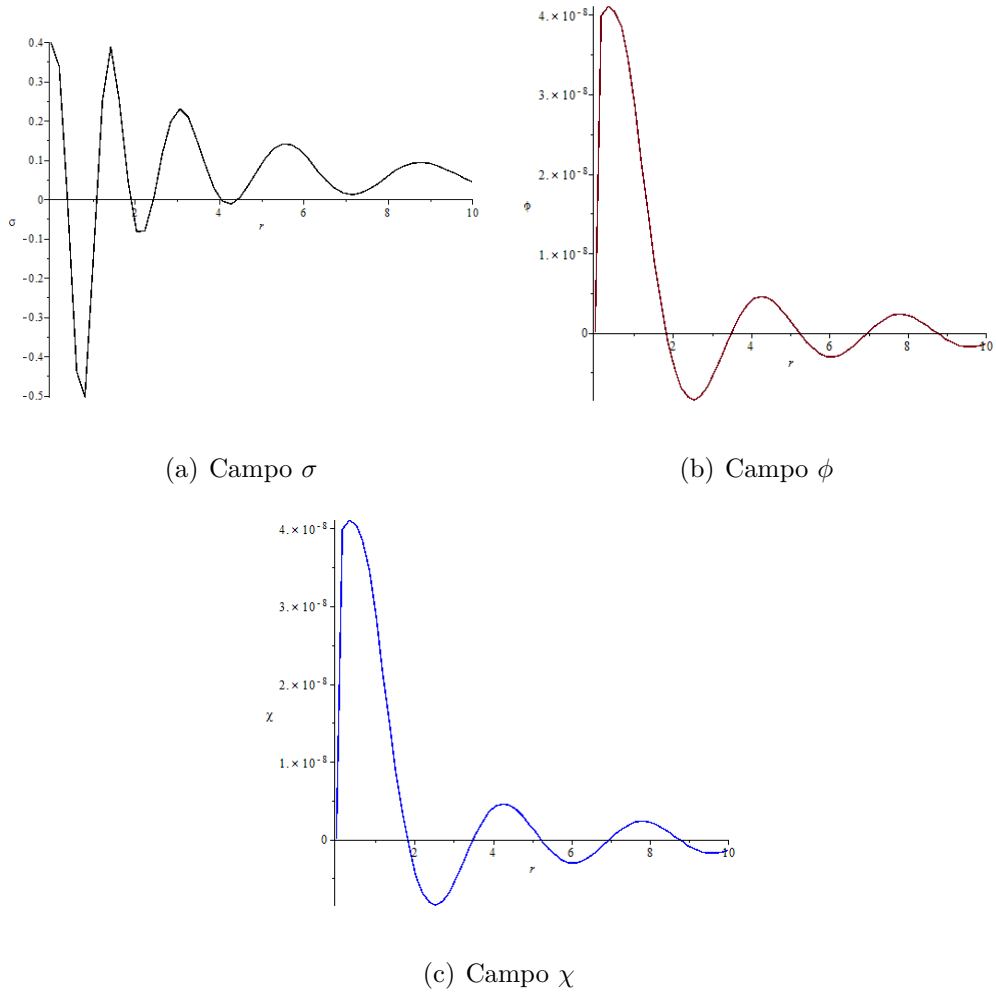 0.4
0.3
0.2
0.1
0
-0.1
-0.2
-0.3
-0.4
-0.5
σ
2 4 6 8 10
r
(a) Campo σ
4.×10⁻⁸
3.×10⁻⁸
2.×10⁻⁸
1.×10⁻⁸
0
ϕ
2 4 6 8 10
r
(b) Campo ϕ
4.×10⁻⁸
3.×10⁻⁸
2.×10⁻⁸
1.×10⁻⁸
0
χ
2 4 6 8 10
r
(c) Campo χ